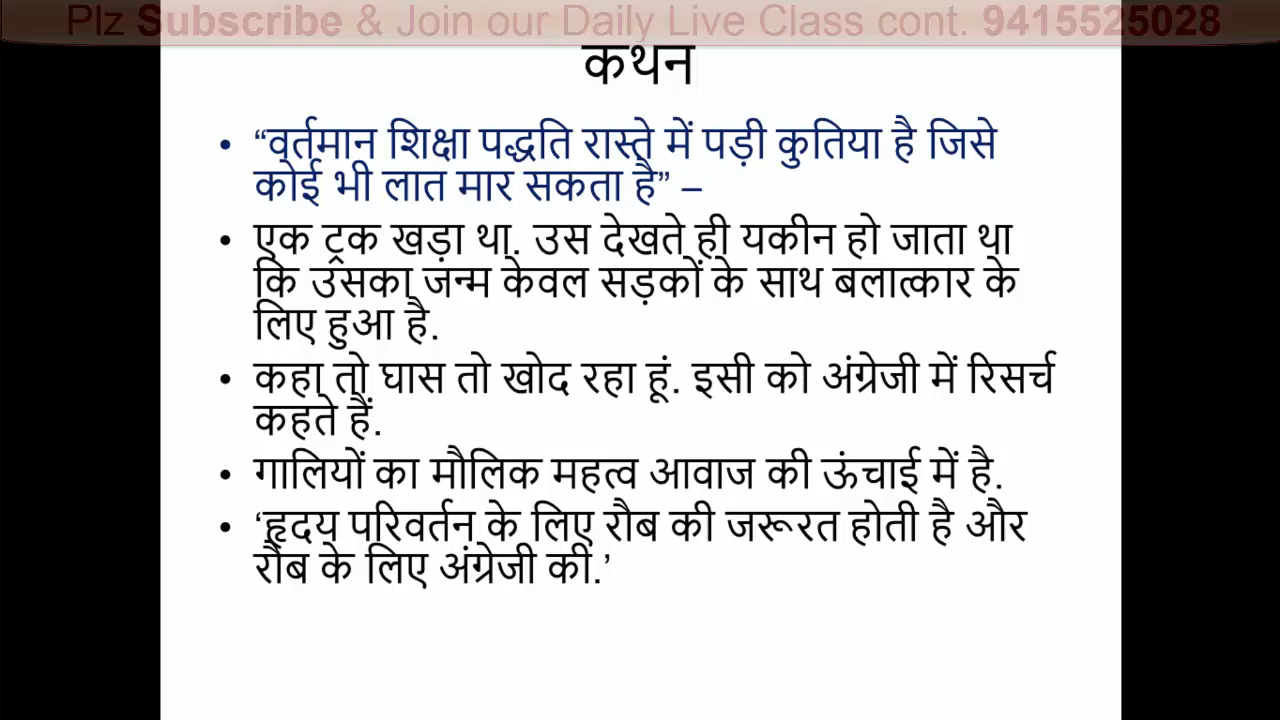 Plz Subscribe & Join our Daily Live Class cont. 9415525028
कथन
• “वर्तमान शिक्षा पद्धति रास्ते में पड़ी कुतिया है जिसे
कोई भी लात मार सकता है” –
• एक ट्रक खड़ा था. उस देखते ही यकीन हो जाता था
कि उसका जन्म केवल सड़कों के साथ बलात्कार के
लिए हुआ है.
• कहा तो घास तो खोद रहा हूं. इसी को अंग्रेजी में रिसर्च
कहते हैं.
• गालियों का मौलिक महत्व आवाज की ऊंचाई में है.
• ‘हृदय परिवर्तन के लिए रौब की जरूरत होती है और
रौब के लिए अंग्रेजी की.’